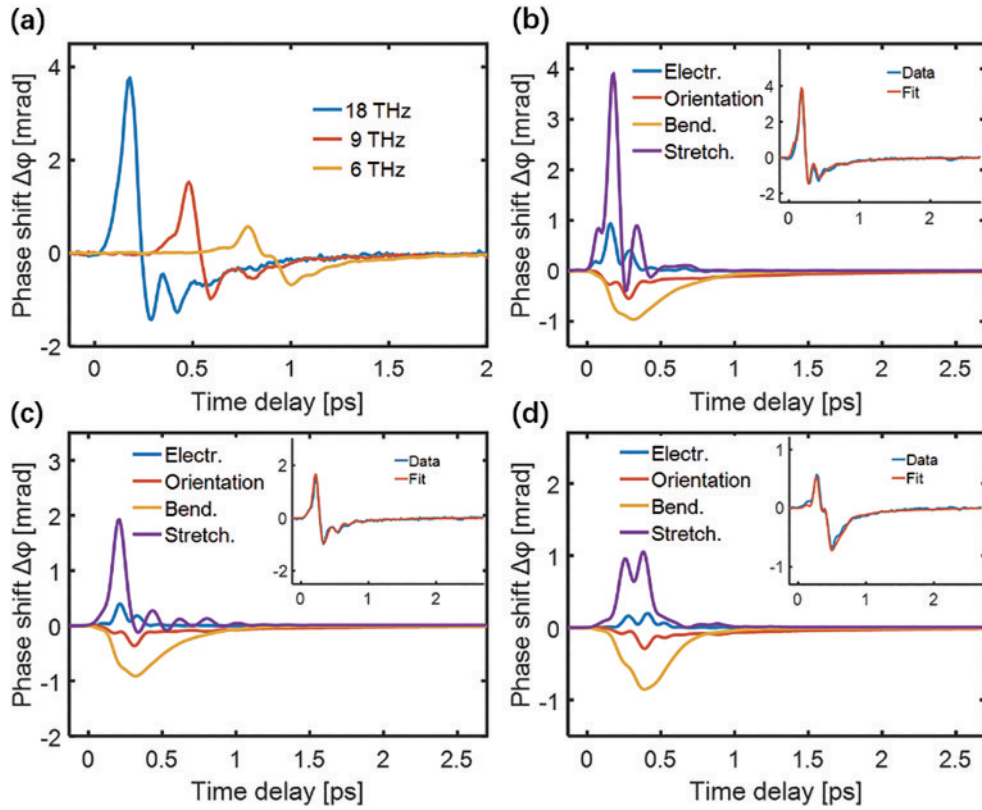 (a)
Phase shift Δφ [mrad]
4
2
0
-2
18 THz
9 THz
6 THz
0 0.5 1 1.5 2
Time delay [ps]
(b)
Phase shift Δφ [mrad]
4
3
2
1
0
-1
Electr.
Orientation
Bend.
Stretch.
Data
Fit
4
2
0
-2
0 1 2
0 0.5 1 1.5 2 2.5
Time delay [ps]
(c)
Phase shift Δφ [mrad]
3
2
1
0
-1
-2
Electr.
Orientation
Bend.
Stretch.
Data
Fit
2
0
-2
0 1 2
0 0.5 1 1.5 2 2.5
Time delay [ps]
(d)
Phase shift Δφ [mrad]
2
1
0
-1
Electr.
Orientation
Bend.
Stretch.
Data
Fit
1
0
-1
0 1 2
0 0.5 1 1.5 2 2.5
Time delay [ps]